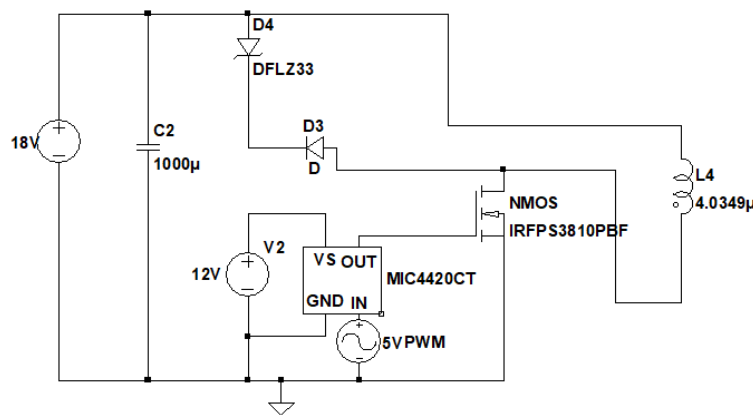 D4
DFLZ33
18V
C2
1000µ
D3
D
L4
4.0349µ
NMOS
IRFPS3810PBF
V2
12V
VS OUT
MIC4420CT
GND IN
5VPWM